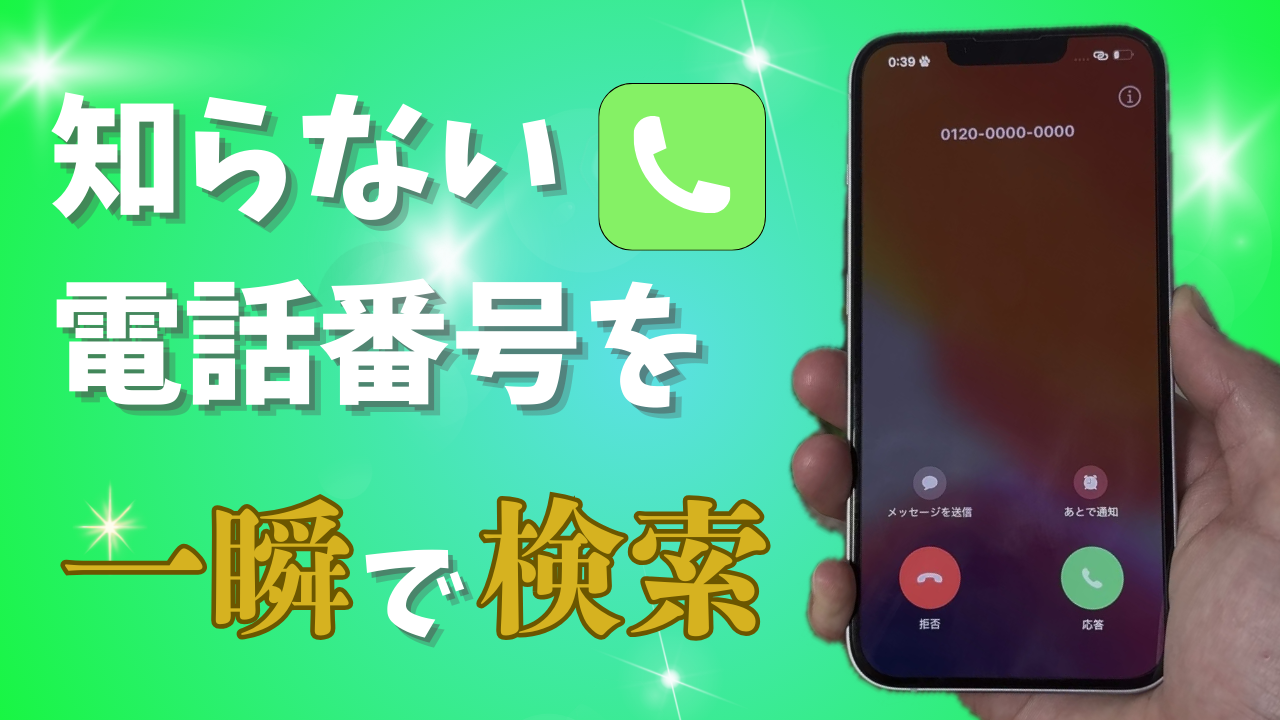 知らない
電話番号を
一瞬で検索
0:39
0120-0000-0000
メッセージを送信
あとで通知
拒否
応答